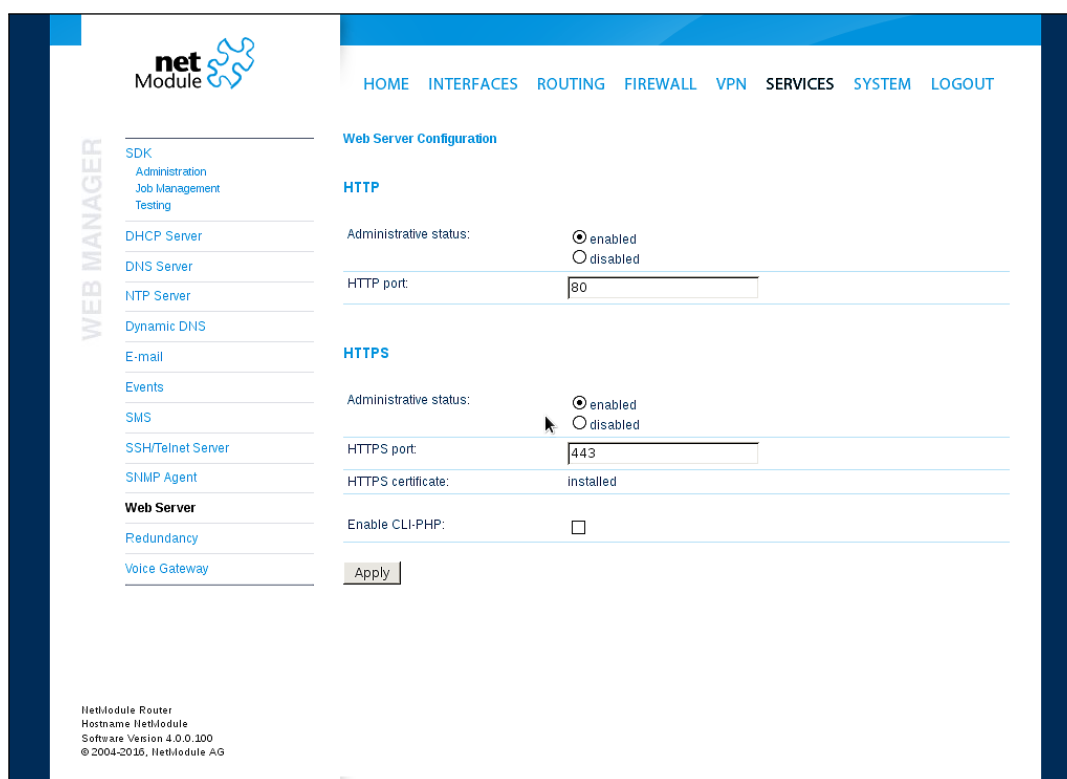 net
Module
HOME INTERFACES ROUTING FIREWALL VPN SERVICES SYSTEM LOGOUT
WEB MANAGER
SDK
Administration
Job Management
Testing
DHCP Server
DNS Server
NTP Server
Dynamic DNS
E-mail
Events
SMS
SSH/Telnet Server
SNMP Agent
Web Server
Redundancy
Voice Gateway
Web Server Configuration
HTTP
Administrative status:
enabled
disabled
HTTP port: 80
HTTPS
Administrative status:
enabled
disabled
HTTPS port: 443
HTTPS certificate: installed
Enable CLI-PHP:
Apply
NetModule Router
Hostname NetModule
Software Version 4.0.0.100
© 2004-2016, NetModule AG